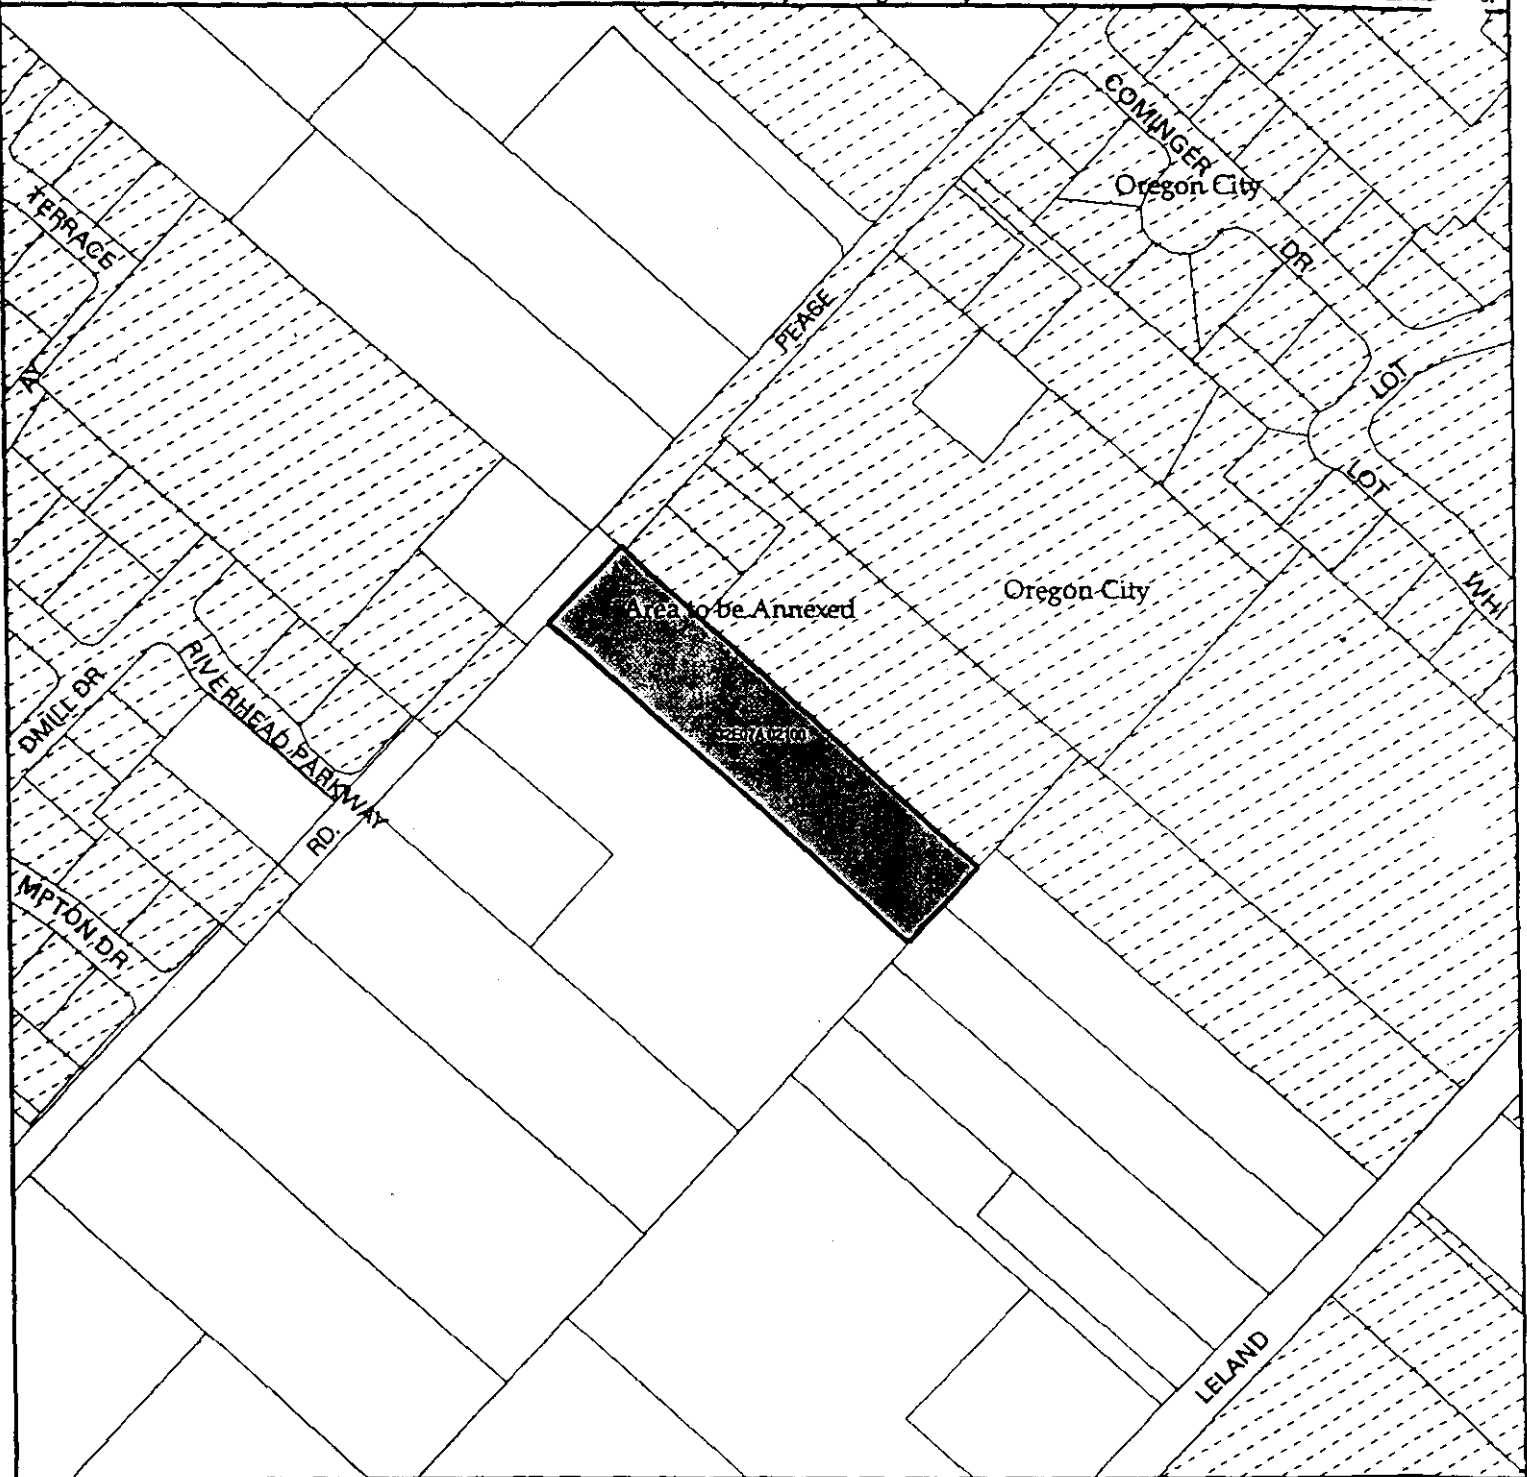 COMINGER
Oregon City
DR
TERRACE
PEASE
AY
LOT
LOT
WH
Oregon City
Area to be Annexed
DMILL DR
RIVERHEAD PARKWAY
RD.
MPTON DR
LELAND